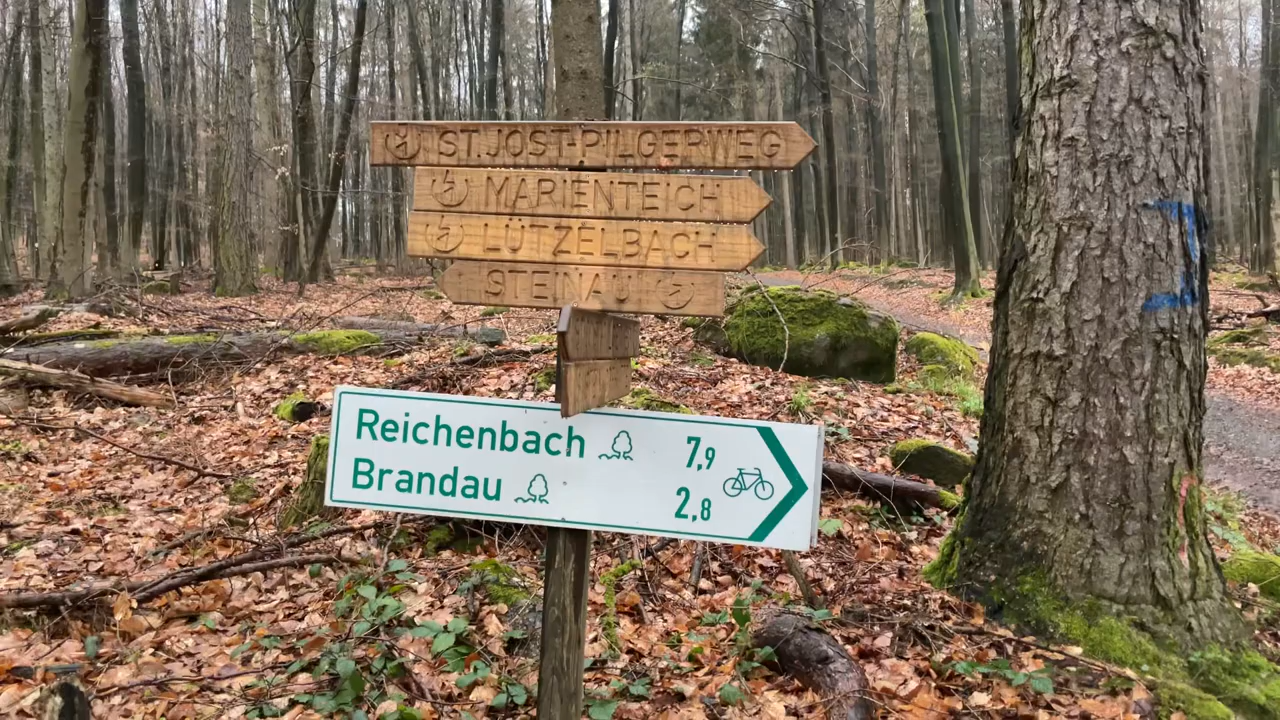 ST.JOST-PILGERWEG
MARIENTEICH
LÜTZELBACH
STEINAU
Reichenbach 7,9
Brandau 2,8